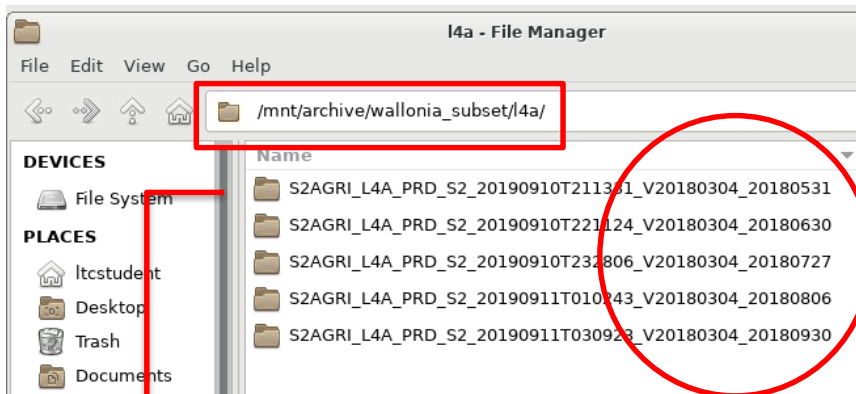 l4a - File Manager
File Edit View Go Help
/mnt/archive/wallonia_subset/l4a/
DEVICES
File System
PLACES
ltcstudent
Desktop
Trash
Documents
Name
S2AGRI_L4A_PRD_S2_20190910T211331_V20180304_20180531
S2AGRI_L4A_PRD_S2_20190910T221124_V20180304_20180630
S2AGRI_L4A_PRD_S2_20190910T232806_V20180304_20180727
S2AGRI_L4A_PRD_S2_20190911T010243_V20180304_20180806
S2AGRI_L4A_PRD_S2_20190911T030923_V20180304_20180930